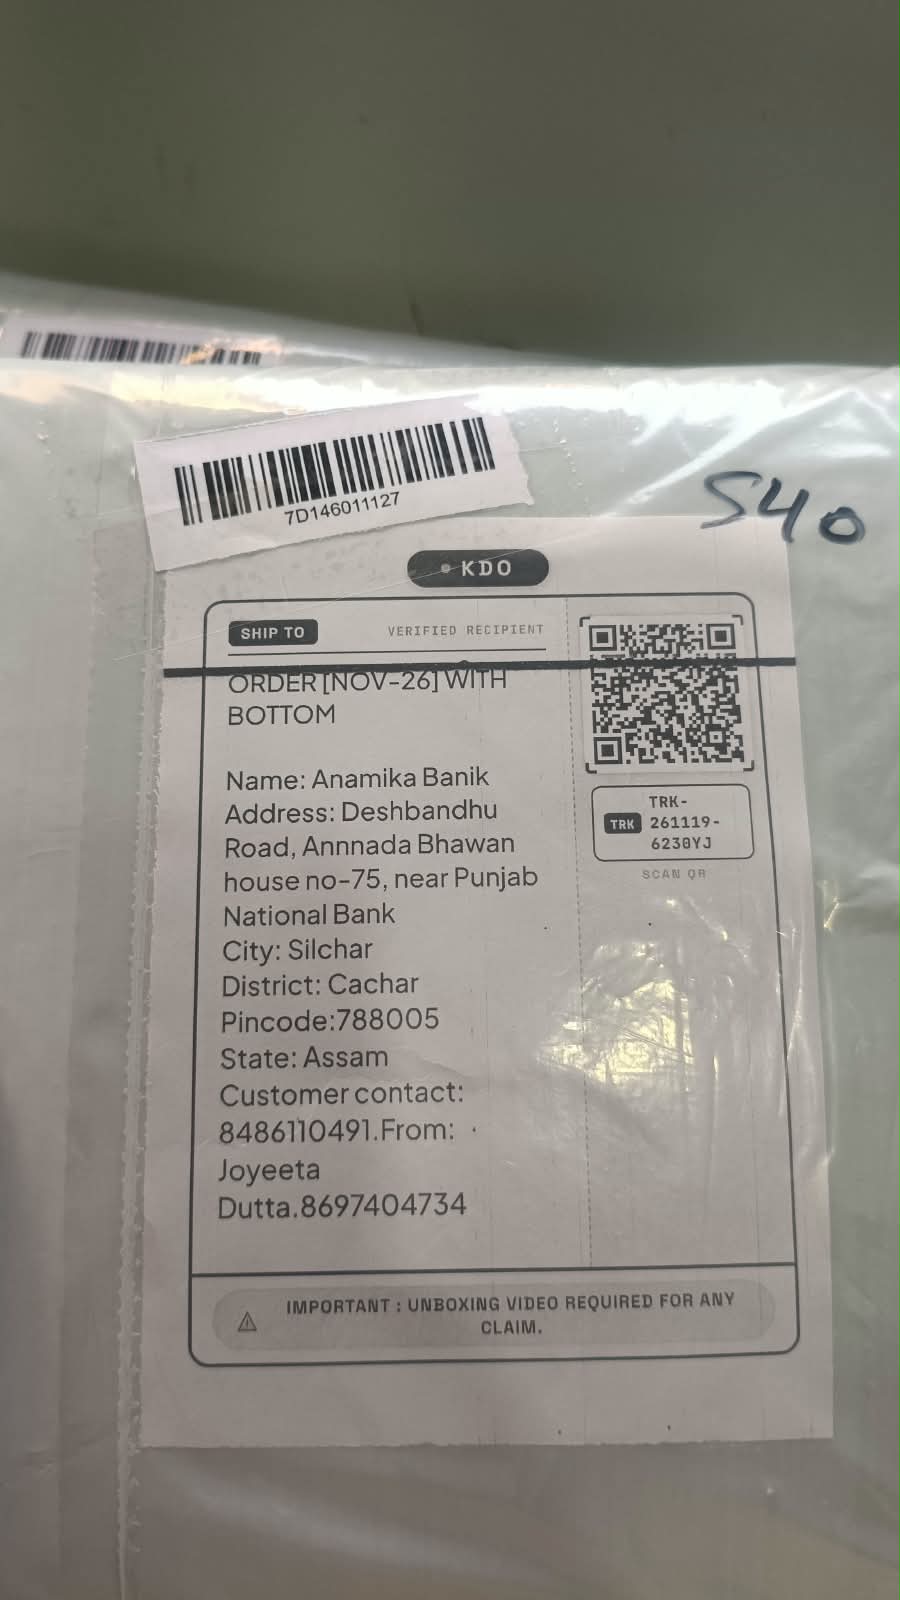 7D146011127
S40
KDO
SHIP TO
VERIFIED RECIPIENT
ORDER [NOV-26] WITH
BOTTOM
Name: Anamika Banik
Address: Deshbandhu
Road, Annnada Bhawan
house no-75, near Punjab
National Bank
City: Silchar
District: Cachar
Pincode:788005
State: Assam
Customer contact:
8486110491.From:
Joyeeta
Dutta.8697404734
TRK
TRK-
261119-
6230YJ
SCAN QR
IMPORTANT : UNBOXING VIDEO REQUIRED FOR ANY
CLAIM.